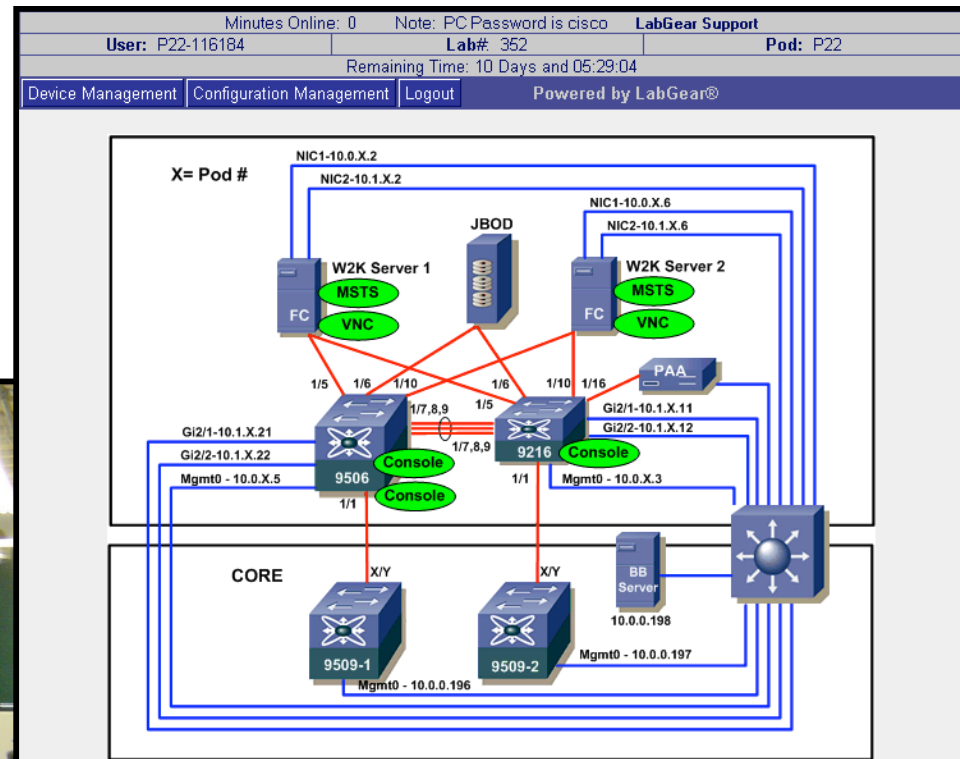 Minutes Online: 0 Note: PC Password is cisco LabGear Support
User: P22-116184 Lab#: 352 Pod: P22
Remaining Time: 10 Days and 05:29:04
Device Management Configuration Management Logout Powered by LabGear®
X= Pod #
NIC1-10.0.X.2
NIC2-10.1.X.2
NIC1-10.0.X.6
NIC2-10.1.X.6
JBOD
W2K Server 1
MSTS
VNC
FC
W2K Server 2
MSTS
VNC
FC
PAA
1/5 1/6 1/10 1/6 1/10 1/16
1/5
1/7,8,9
1/7,8,9
Gi2/1-10.1.X.11
Gi2/2-10.1.X.12
Gi2/1-10.1.X.21
Gi2/2-10.1.X.22
Mgmt0 - 10.0.X.5
9506
Console
Console
1/1
9216
Console
1/1
Mgmt0 - 10.0.X.3
CORE
X/Y
X/Y
BB
Server
10.0.0.198
9509-1
9509-2
Mgmt0 - 10.0.0.197
Mgmt0 - 10.0.0.196